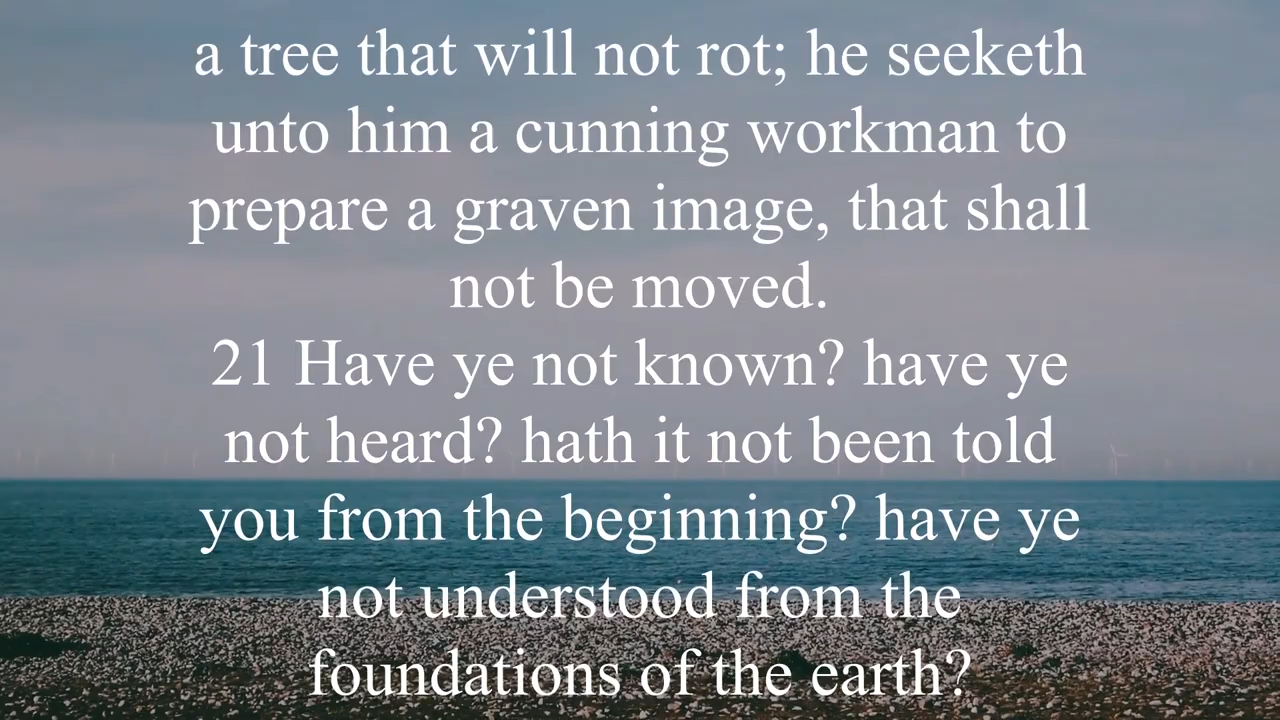 a tree that will not rot; he seeketh
unto him a cunning workman to
prepare a graven image, that shall
not be moved.
21 Have ye not known? have ye
not heard? hath it not been told
you from the beginning? have ye
not understood from the
foundations of the earth?